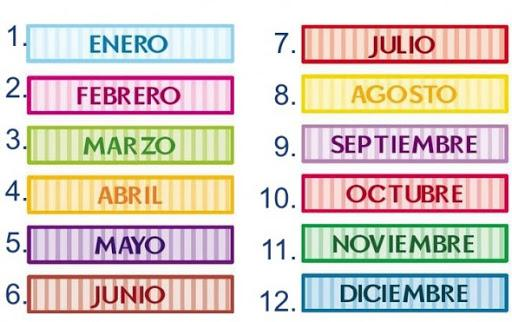 1. ENERO
2. FEBRERO
3. MARZO
4. ABRIL
5. MAYO
6. JUNIO
7. JULIO
8. AGOSTO
9. SEPTIEMBRE
10. OCTUBRE
11. NOVIEMBRE
12. DICIEMBRE